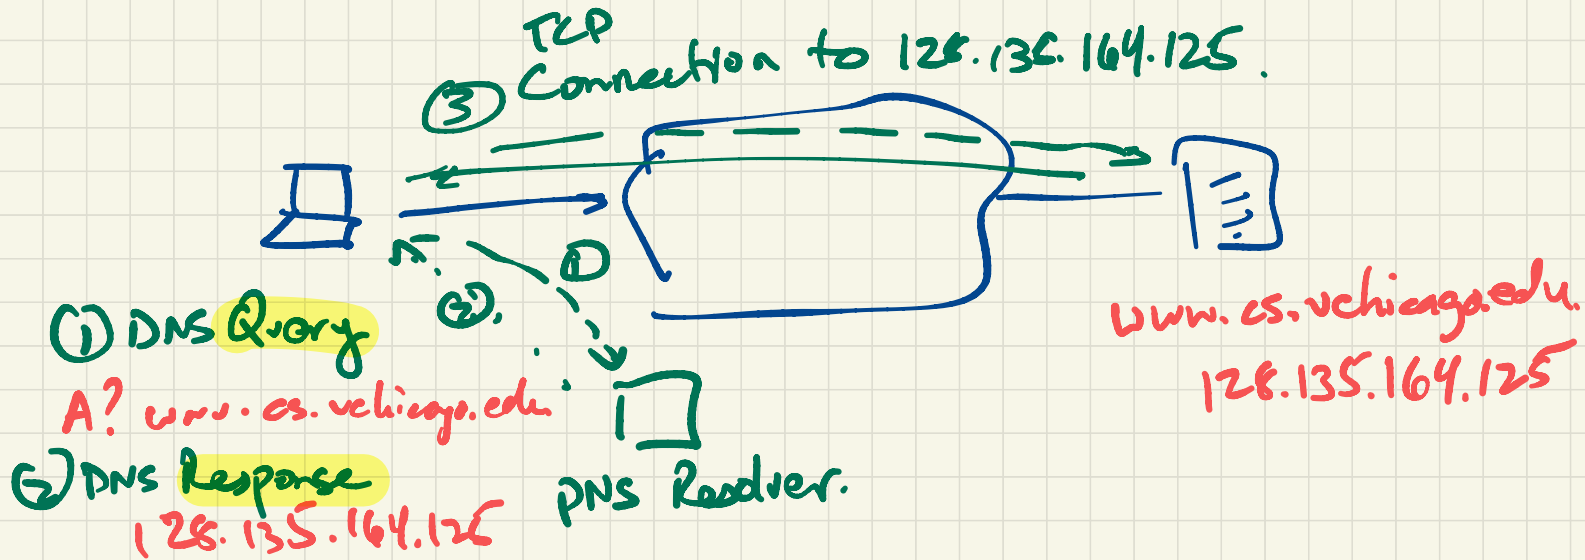 TCP
③ Connection to 128.135.164.125.
①
②.
① DNS Query
A? www.cs.uchicago.edu
② DNS Response
128.135.164.125
DNS Resolver.
www.cs.uchicago.edu.
128.135.164.125